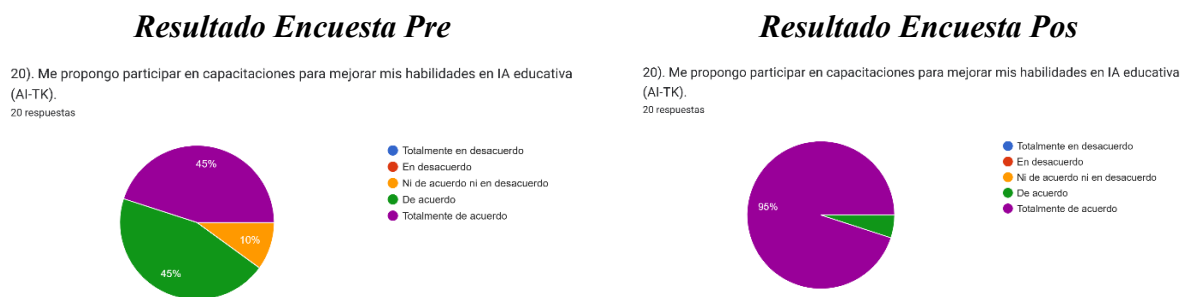 Resultado Encuesta Pre
20). Me propongo participar en capacitaciones para mejorar mis habilidades en IA educativa
(AI-TK).
20 respuestas
45%
10%
45%
Totalmente en desacuerdo
En desacuerdo
Ni de acuerdo ni en desacuerdo
De acuerdo
Totalmente de acuerdo
Resultado Encuesta Pos
20). Me propongo participar en capacitaciones para mejorar mis habilidades en IA educativa
(AI-TK).
20 respuestas
95%
Totalmente en desacuerdo
En desacuerdo
Ni de acuerdo ni en desacuerdo
De acuerdo
Totalmente de acuerdo